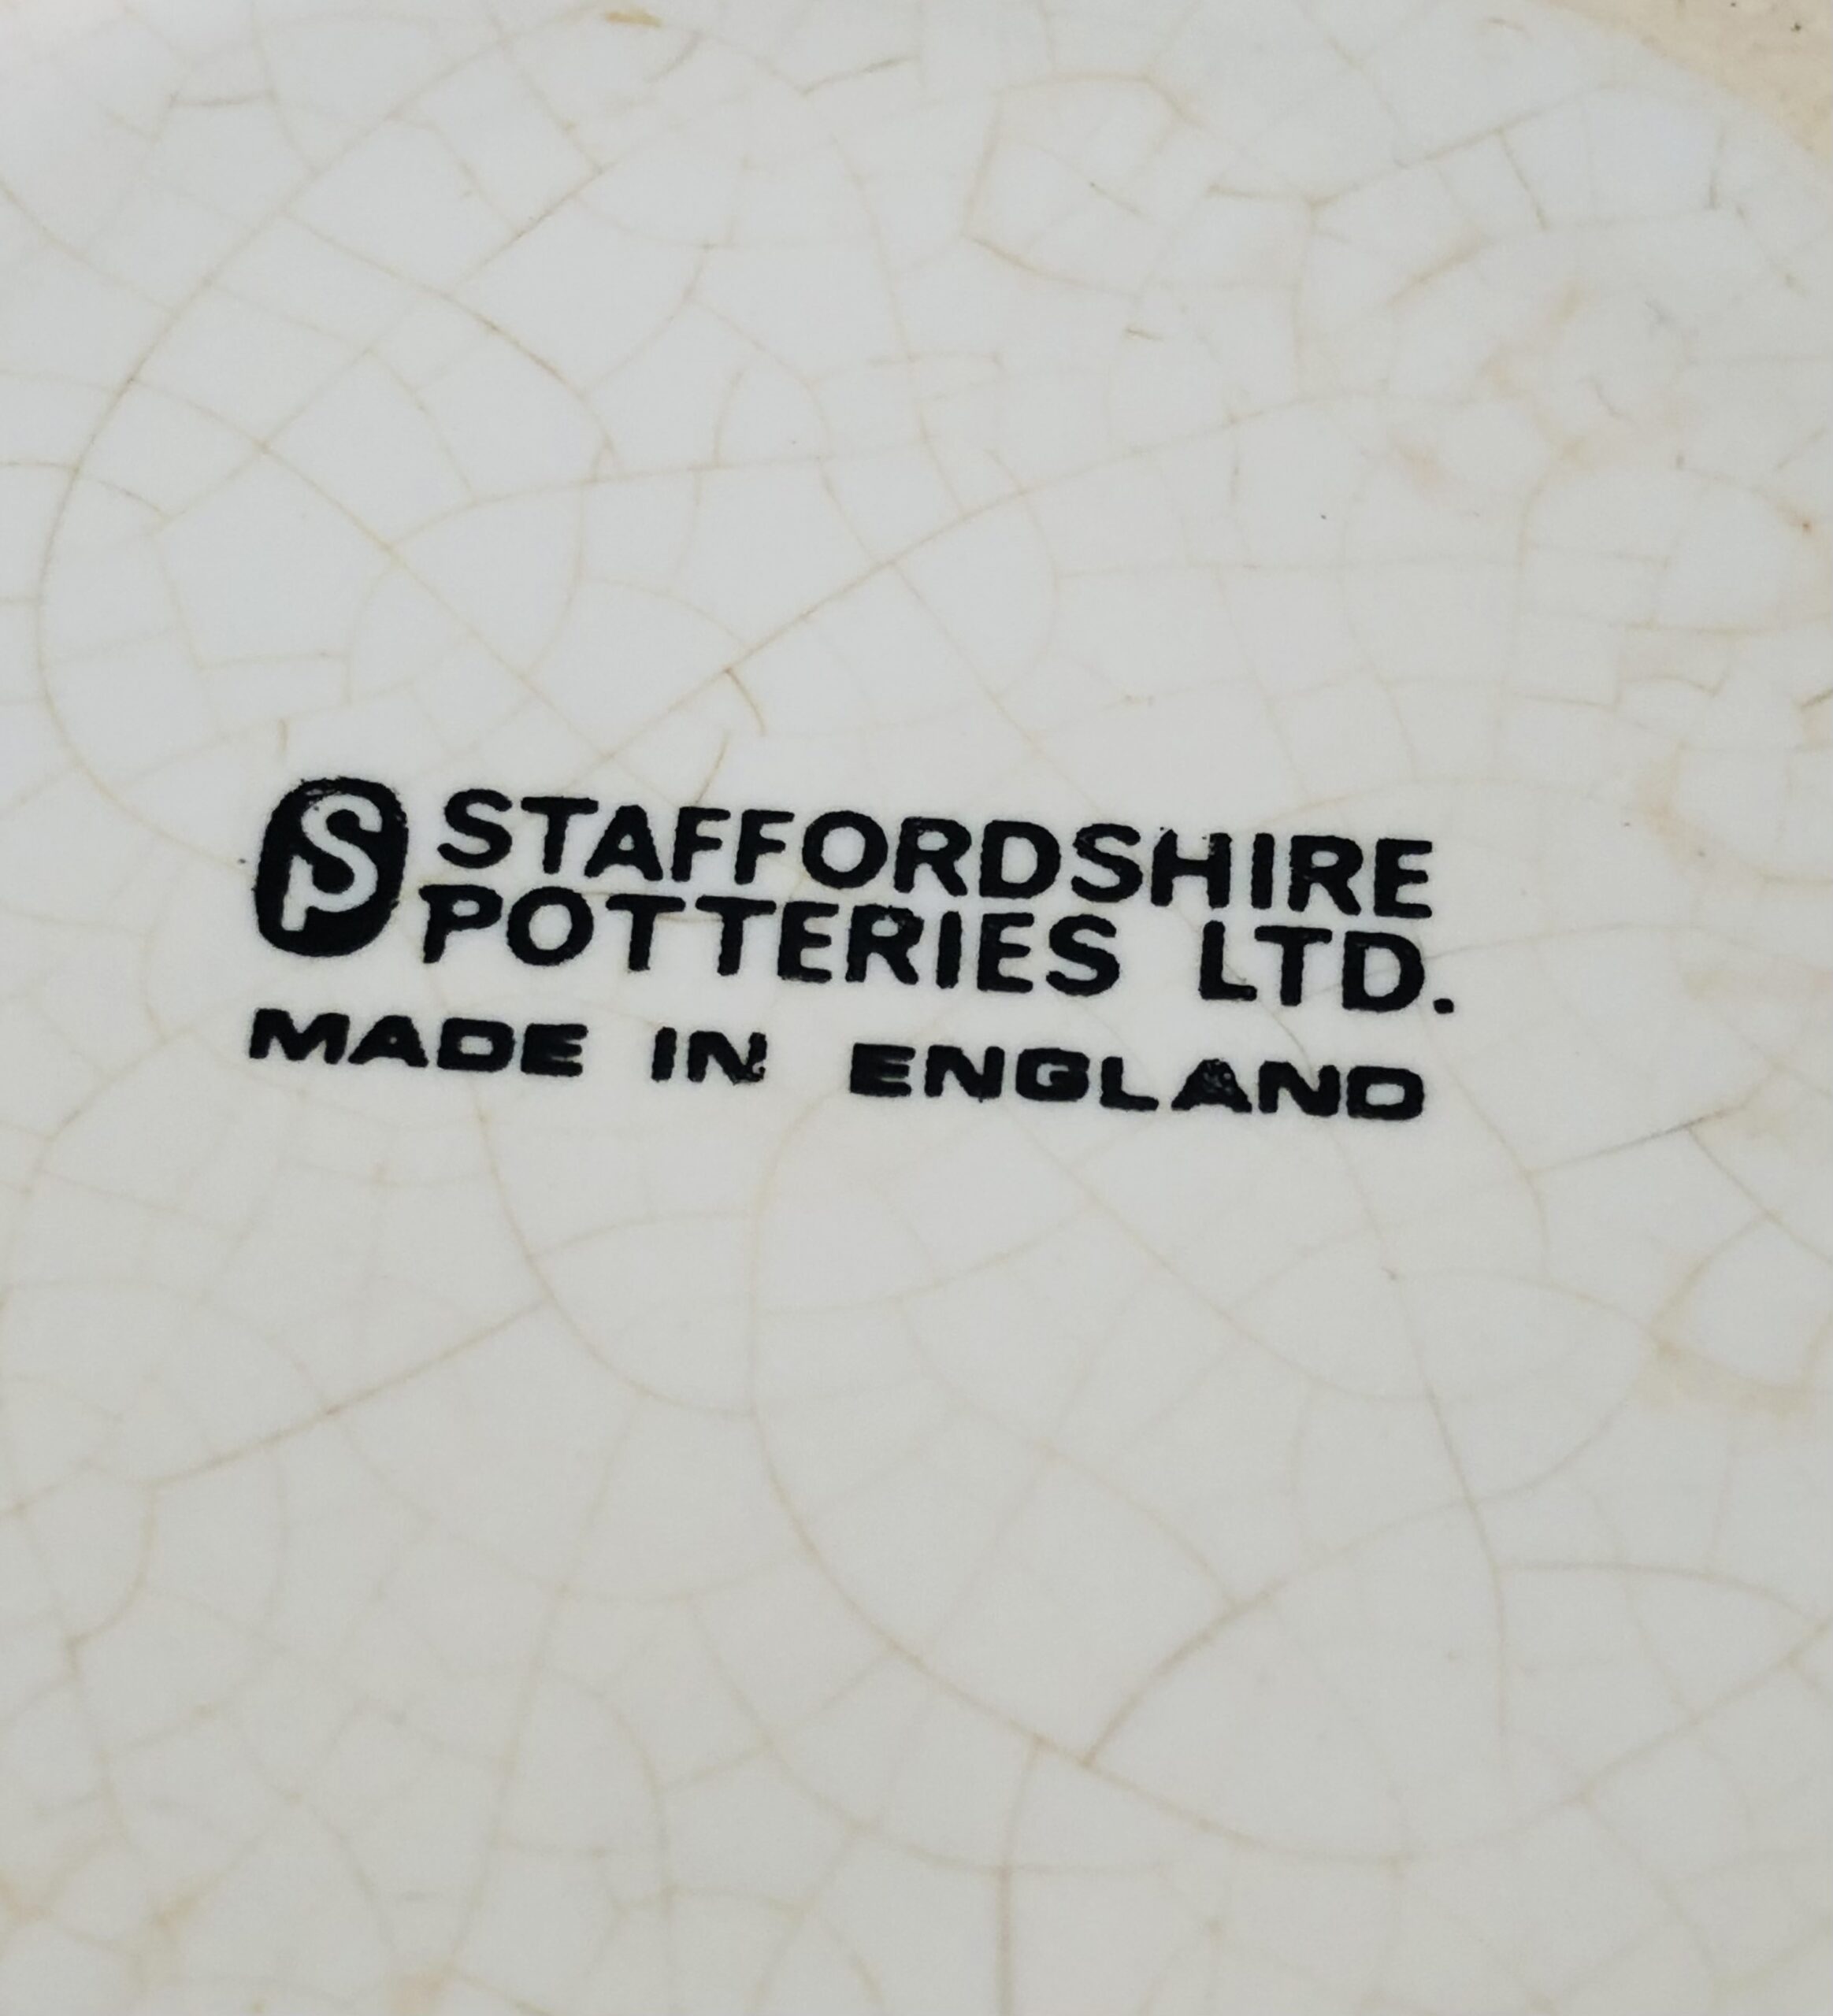 SP STAFFORDSHIRE
POTTERIES LTD.
MADE IN ENGLAND